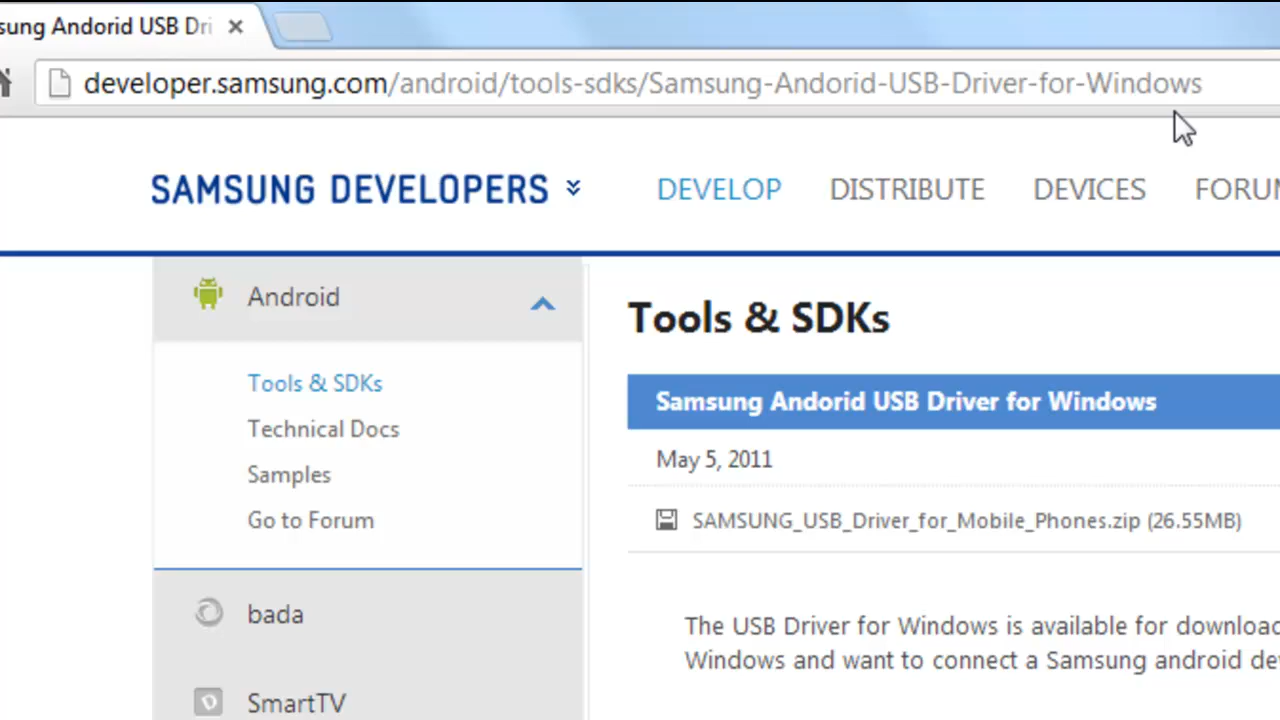 sung Andorid USB Dri
developer.samsung.com/android/tools-sdks/Samsung-Andorid-USB-Driver-for-Windows
SAMSUNG DEVELOPERS DEVELOP DISTRIBUTE DEVICES FORUM
Android
Tools & SDKs
Technical Docs
Samples
Go to Forum
bada
SmartTV
Tools & SDKs
Samsung Andorid USB Driver for Windows
May 5, 2011
SAMSUNG_USB_Driver_for_Mobile_Phones.zip (26.55MB)
The USB Driver for Windows is available for download
Windows and want to connect a Samsung android de